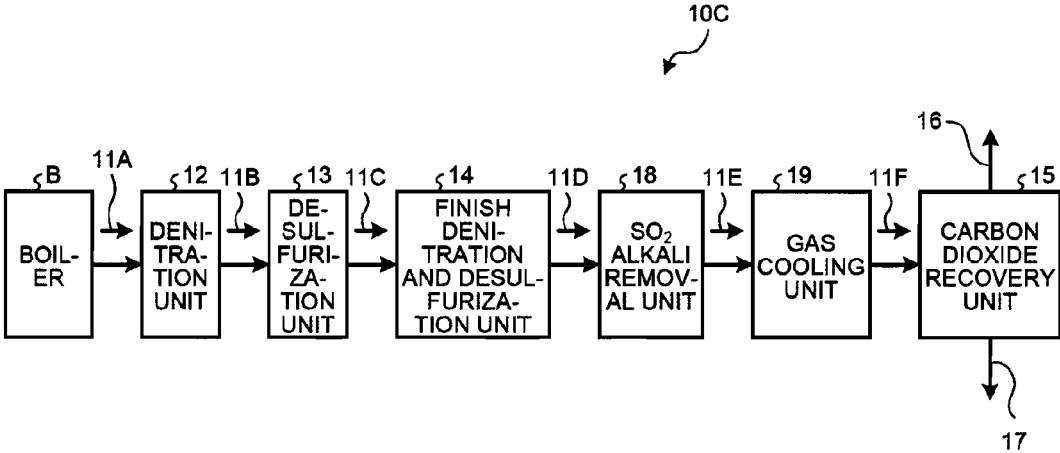 10C
16
B
11A
12
11B
13
11C
14
11D
18
11E
19
11F
15
BOIL-
ER
DENI-
TRA-
TION
UNIT
DE-
SUL-
FURI-
ZA-
TION
UNIT
FINISH
DENI-
TRATION
AND DESUL-
FURIZA-
TION UNIT
SO2
ALKALI
REMOV-
AL UNIT
GAS
COOLING
UNIT
CARBON
DIOXIDE
RECOVERY
UNIT
17